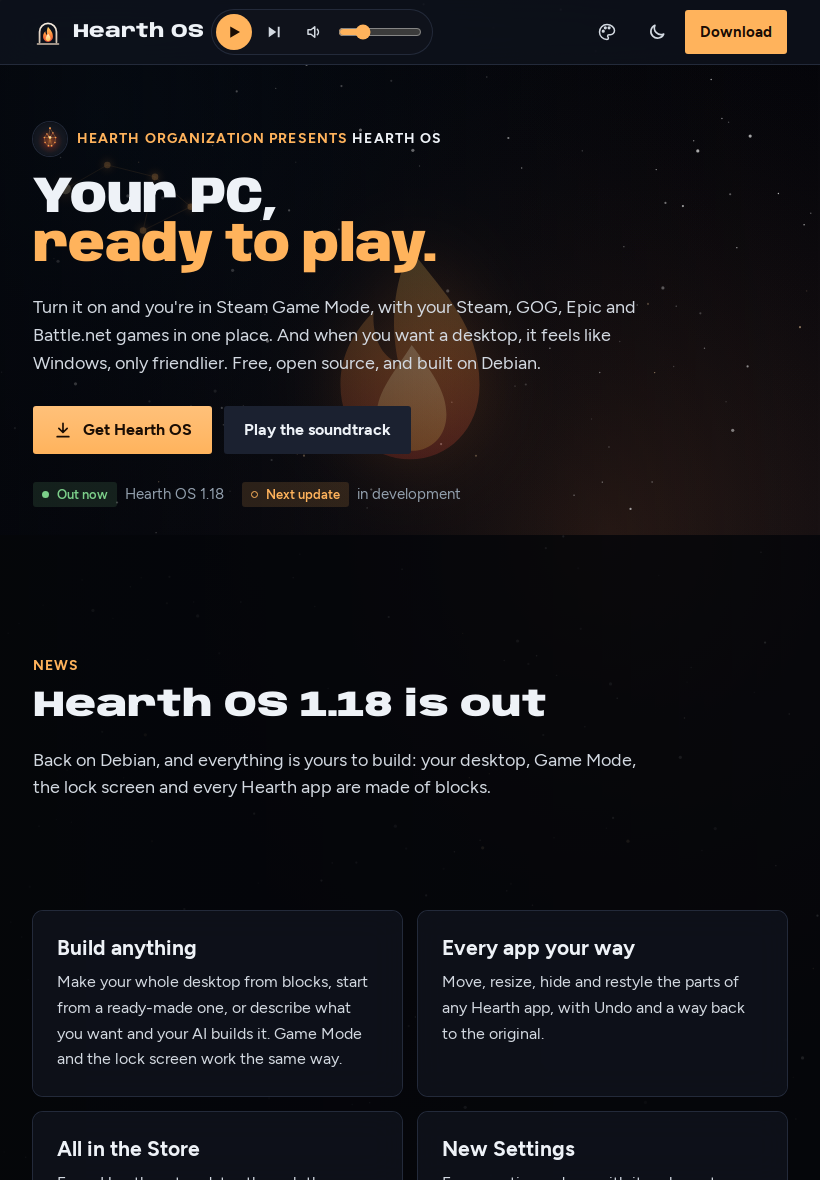 Hearth OS
Download
HEARTH ORGANIZATION PRESENTS HEARTH OS
Your PC,
ready to play.
Turn it on and you're in Steam Game Mode, with your Steam, GOG, Epic and
Battle.net games in one place. And when you want a desktop, it feels like
Windows, only friendlier. Free, open source, and built on Debian.
Get Hearth OS
Play the soundtrack
Out now Hearth OS 1.18 Next update in development
NEWS
Hearth OS 1.18 is out
Back on Debian, and everything is yours to build: your desktop, Game Mode,
the lock screen and every Hearth app are made of blocks.
Build anything
Make your whole desktop from blocks, start
from a ready-made one, or describe what
you want and your AI builds it. Game Mode
and the lock screen work the same way.
Every app your way
Move, resize, hide and restyle the parts of
any Hearth app, with Undo and a way back
to the original.
All in the Store
New Settings